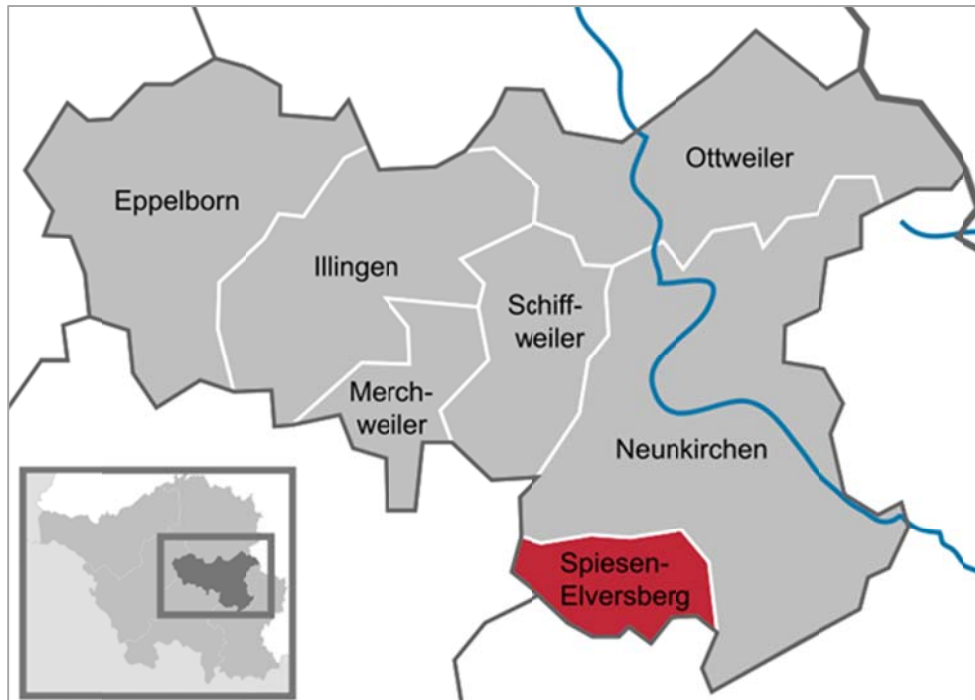 Ottweiler
Eppelborn
Illingen
Schiff-
weiler
Merch-
weiler
Neunkirchen
Spiesen-
Elversberg